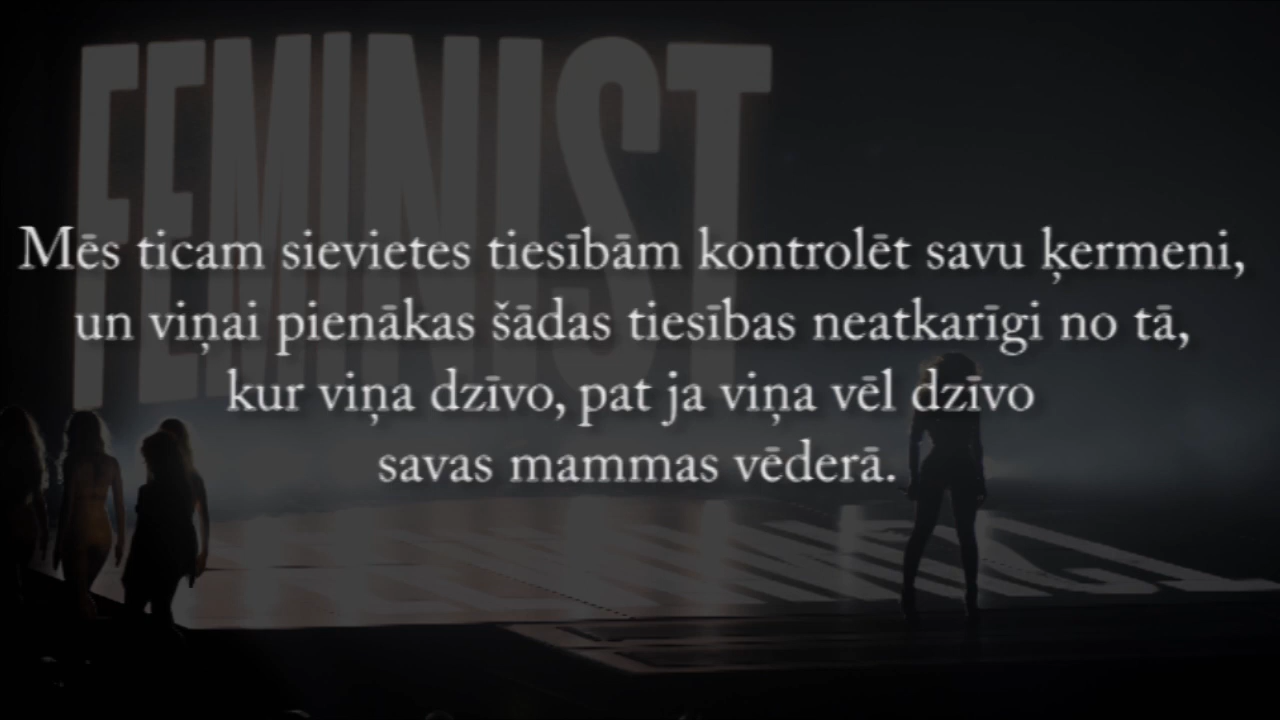 FEMINIST
Mēs ticam sievietes tiesībām kontrolēt savu ķermeni,
un viņai pienākas šādas tiesības neatkarīgi no tā,
kur viņa dzīvo, pat ja viņa vēl dzīvo
savas mammas vēderā.